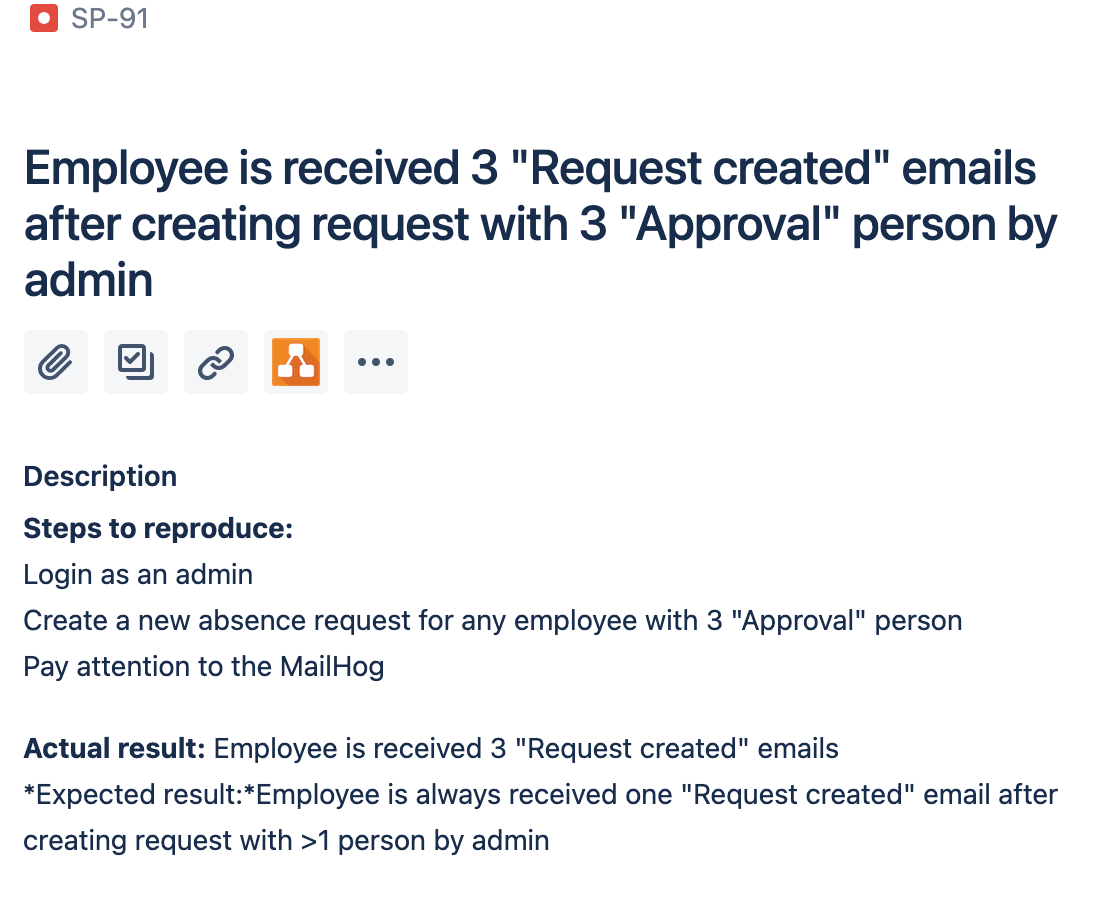 SP-91
Employee is received 3 "Request created" emails
after creating request with 3 "Approval" person by
admin
Description
Steps to reproduce:
Login as an admin
Create a new absence request for any employee with 3 "Approval" person
Pay attention to the MailHog
Actual result: Employee is received 3 "Request created" emails
*Expected result:*Employee is always received one "Request created" email after
creating request with >1 person by admin